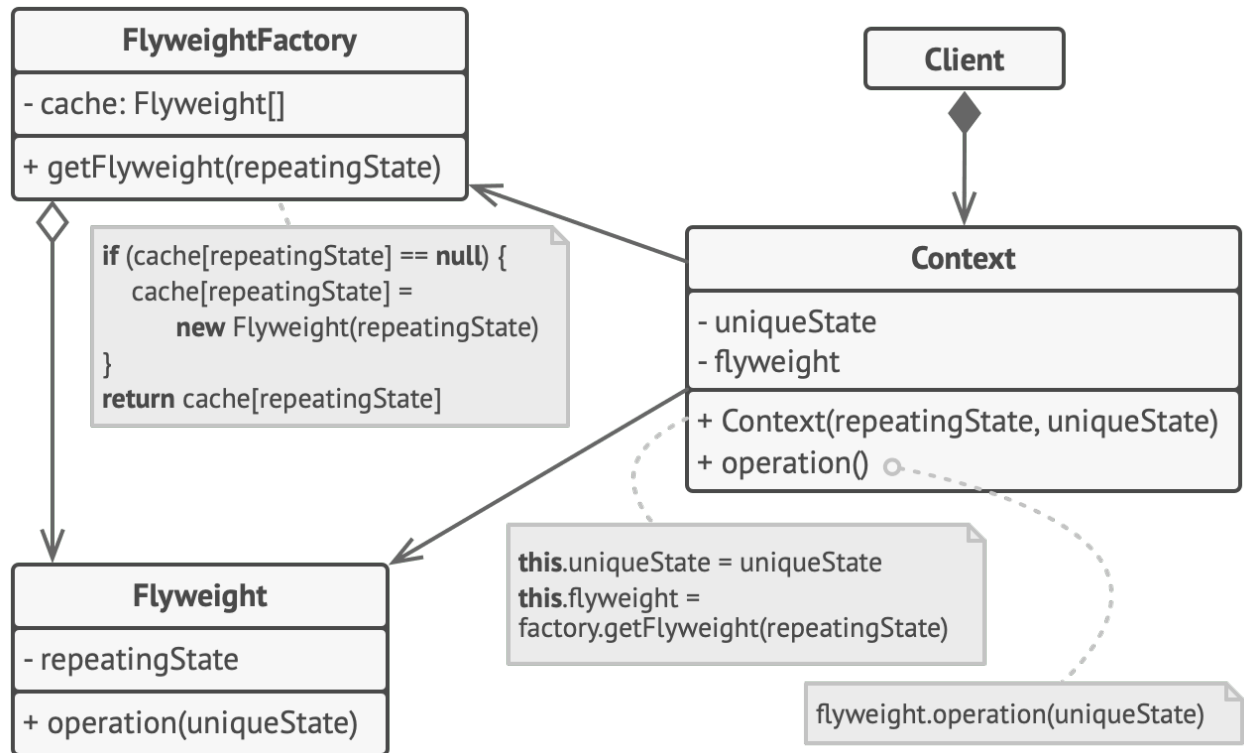 FlyweightFactory
- cache: Flyweight[]
+ getFlyweight(repeatingState)
if (cache[repeatingState] == null) {
cache[repeatingState] =
new Flyweight(repeatingState)
}
return cache[repeatingState]
Client
Context
- uniqueState
- flyweight
+ Context(repeatingState, uniqueState)
+ operation()
this.uniqueState = uniqueState
this.flyweight =
factory.getFlyweight(repeatingState)
flyweight.operation(uniqueState)
Flyweight
- repeatingState
+ operation(uniqueState)